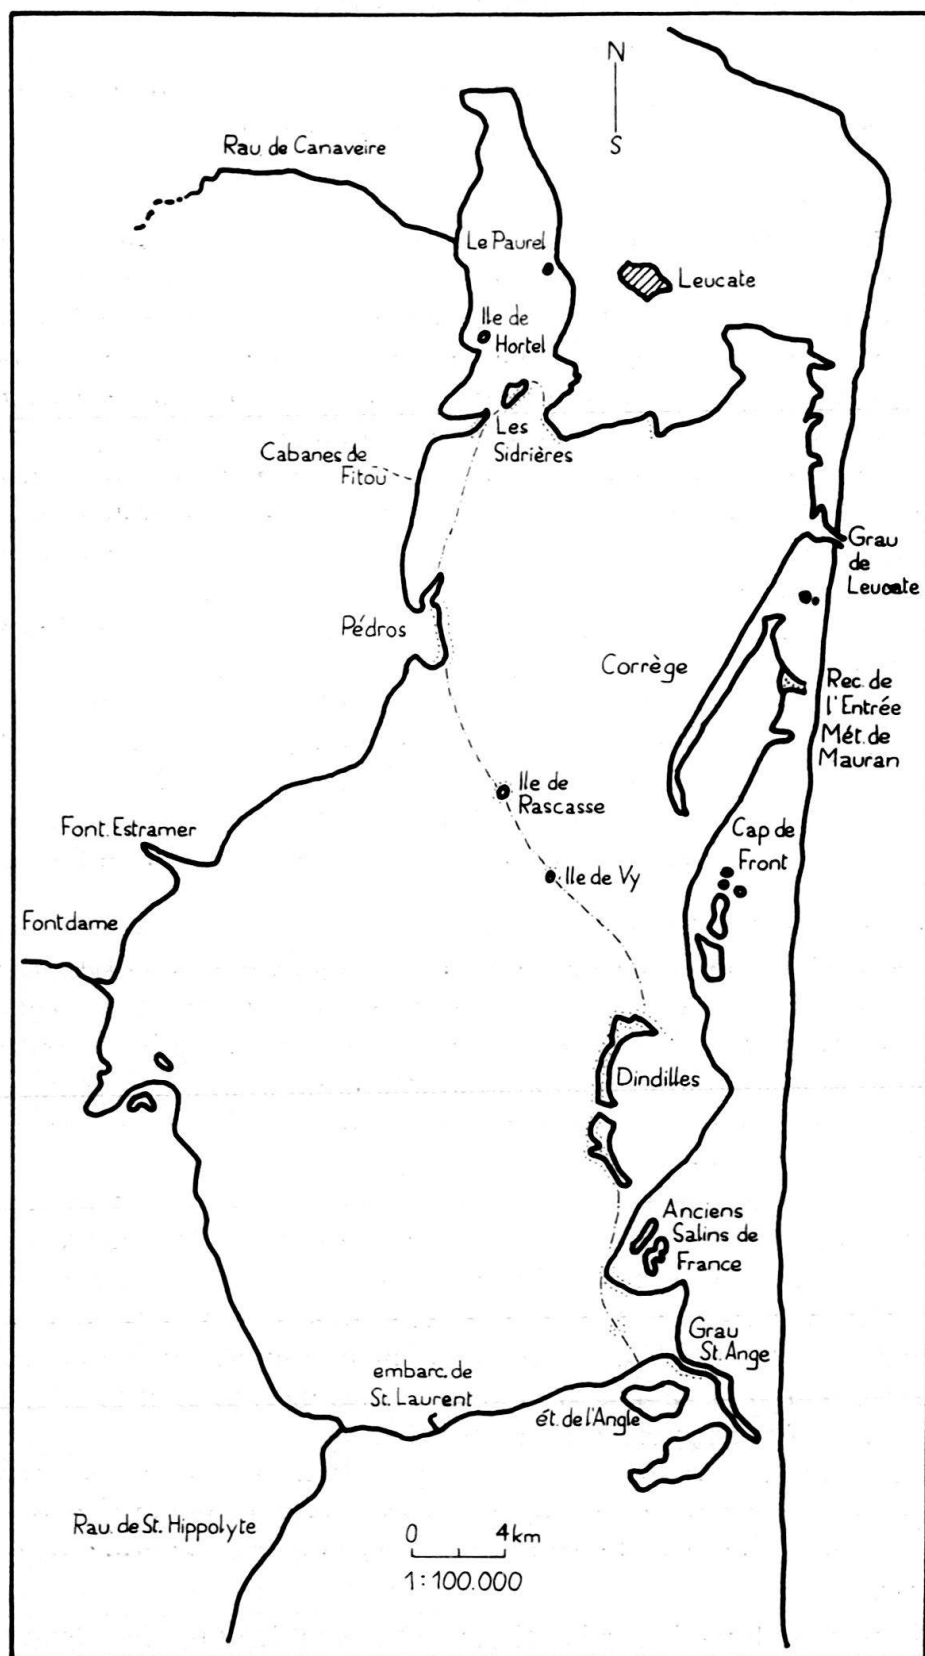 N
S
Rau. de Canaveire
Le Paurel
Leucate
Ile de
Hortel
Les
Sidrières
Cabanes de
Fitou
Grau
de
Leucate
Pédros
Corrège
Rec. de
l'Entrée
Mét. de
Mauran
Ile de
Rascasse
Font. Estramer
Cap de
Front
Ile de Vy
Fontdame
Dindilles
Anciens
Salins de
France
Grau
St. Ange
embarc. de
St. Laurent
ét. de l'Angle
Rau. de St. Hippolyte
0 4 km
1:100.000